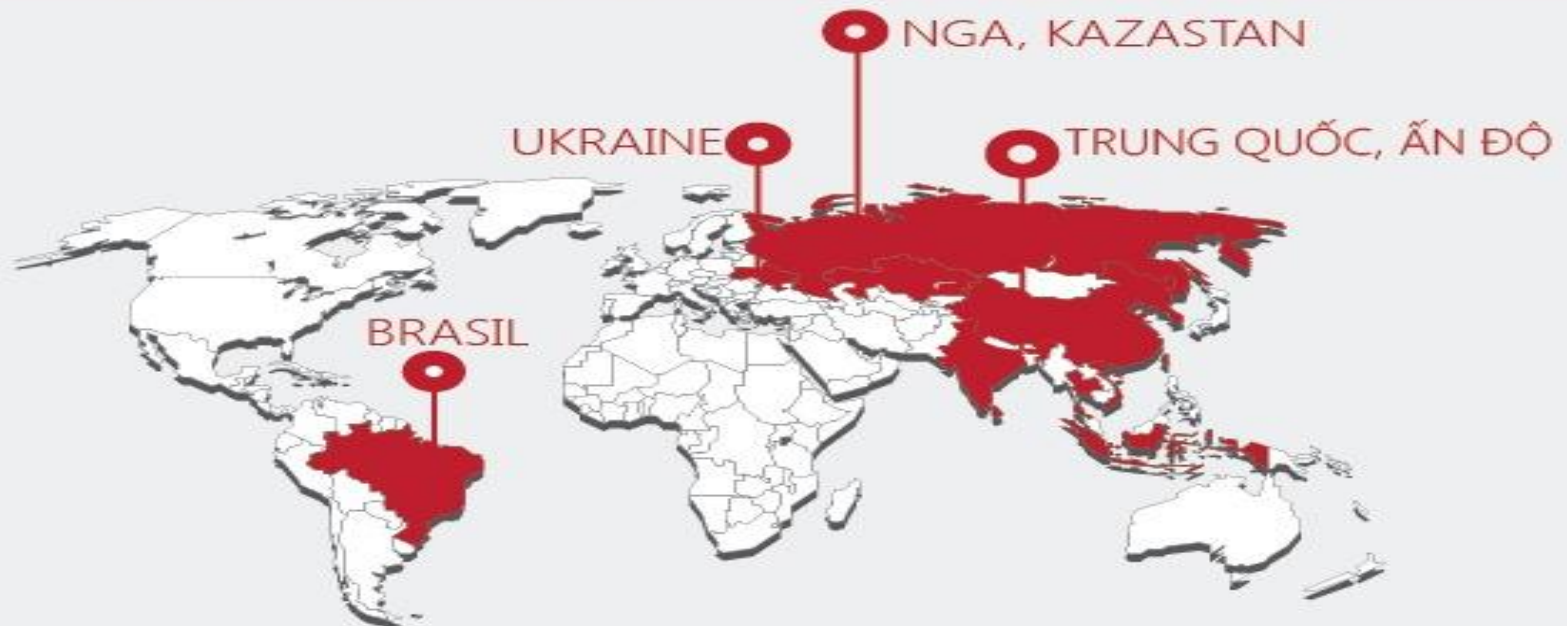 NGA, KAZASTAN
UKRAINE
TRUNG QUỐC, ẤN ĐỘ
BRASIL